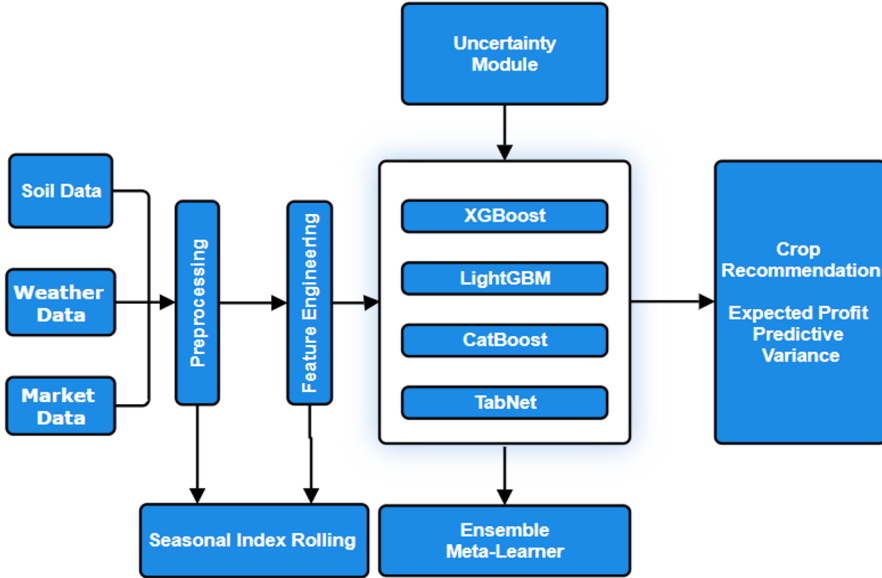 Uncertainty
Module
Soil Data
Weather
Data
Market
Data
Preprocessing
Feature Engineering
XGBoost
LightGBM
CatBoost
TabNet
Crop
Recommendation
Expected Profit
Predictive
Variance
Seasonal Index Rolling
Ensemble
Meta-Learner